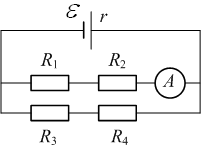 ℰ r
R₁ R₂ A
R₃ R₄